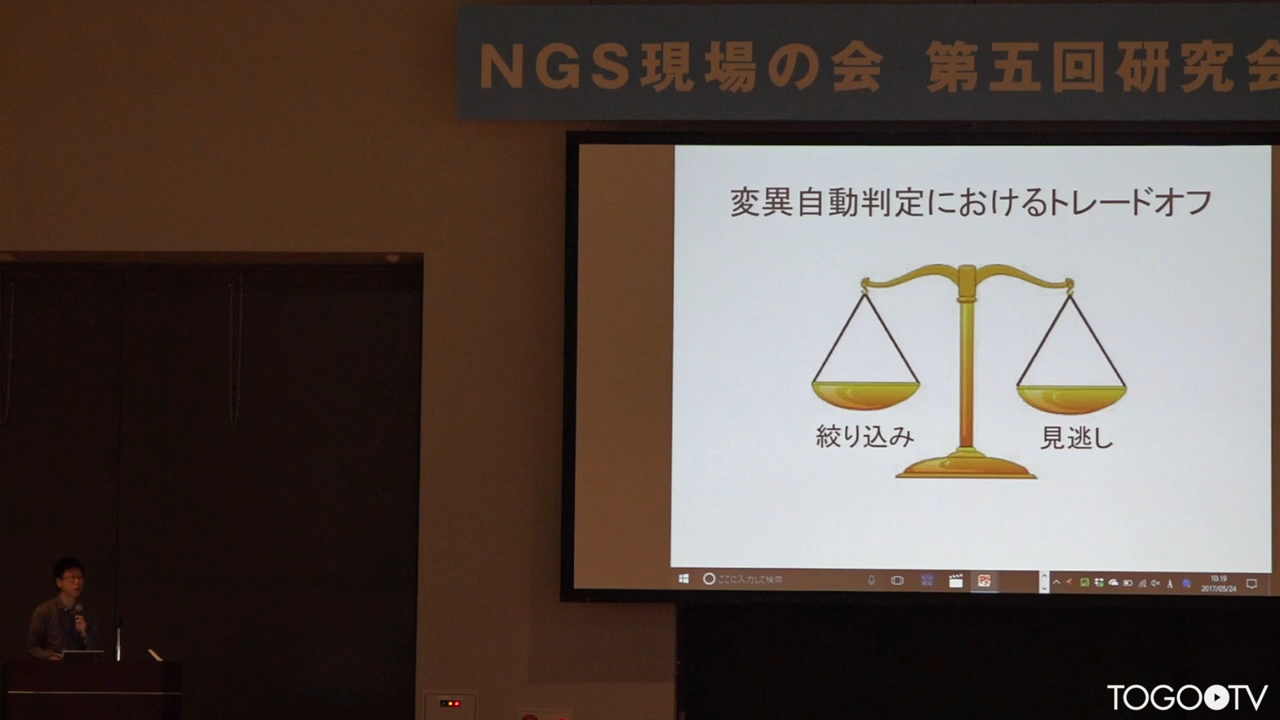 NGS現場の会 第五回研究会
変異自動判定におけるトレードオフ
絞り込み
見逃し
ここに入力して検索
A
10:19
2017/05/24
TOGOTV